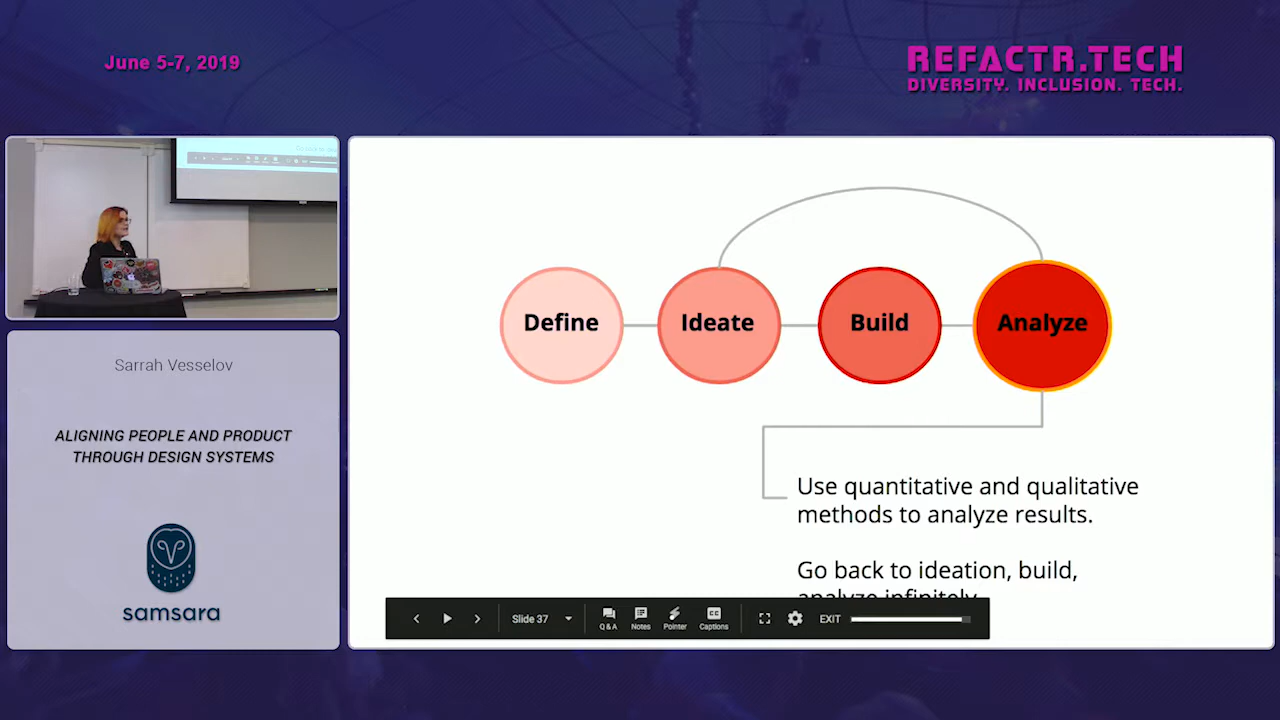 June 5-7, 2019
REFACTR.TECH
DIVERSITY. INCLUSION. TECH.
Sarrah Vesselov
ALIGNING PEOPLE AND PRODUCT
THROUGH DESIGN SYSTEMS
samsara
Define
Ideate
Build
Analyze
Use quantitative and qualitative
methods to analyze results.
Go back to ideation, build,
analyze infinitely
Slide 37
Q & A
Notes
Pointer
CC
Captions
EXIT